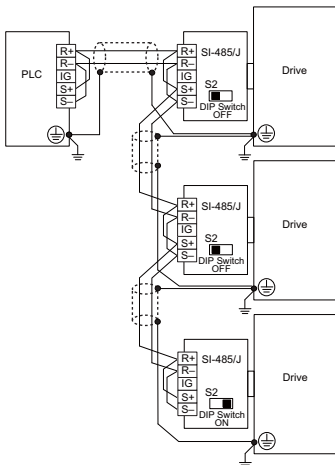 PLC
R+
R–
IG
S+
S–
R+
R–
IG
S+
S–
SI-485/J
S2
DIP Switch
OFF
Drive
R+
R–
IG
S+
S–
SI-485/J
S2
DIP Switch
OFF
Drive
R+
R–
IG
S+
S–
SI-485/J
S2
DIP Switch
ON
Drive